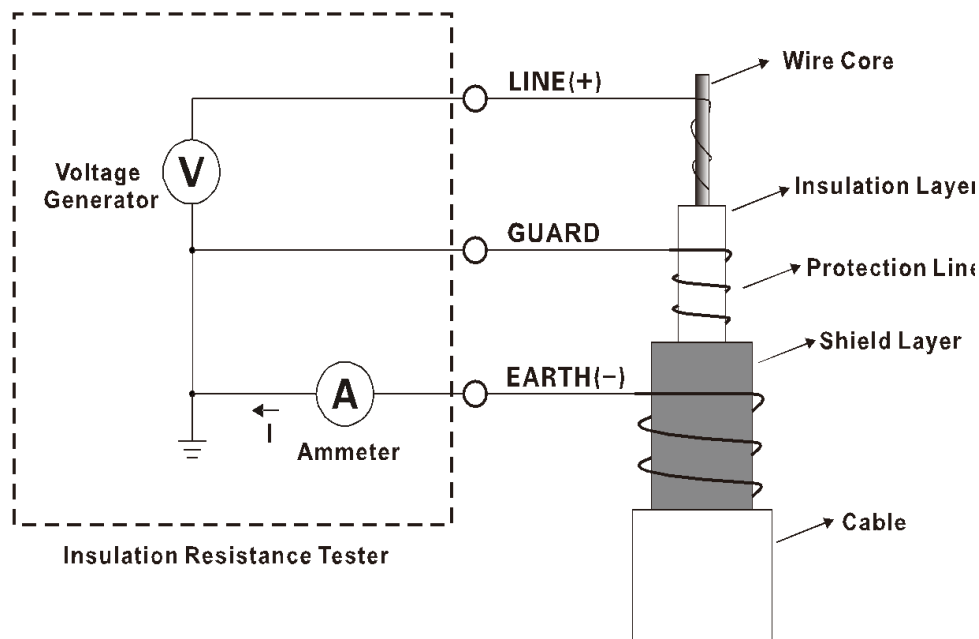 Wire Core
LINE(+)
V
Voltage
Generator
Insulation Layer
GUARD
Protection Line
Shield Layer
EARTH(−)
A
I
Ammeter
Cable
Insulation Resistance Tester